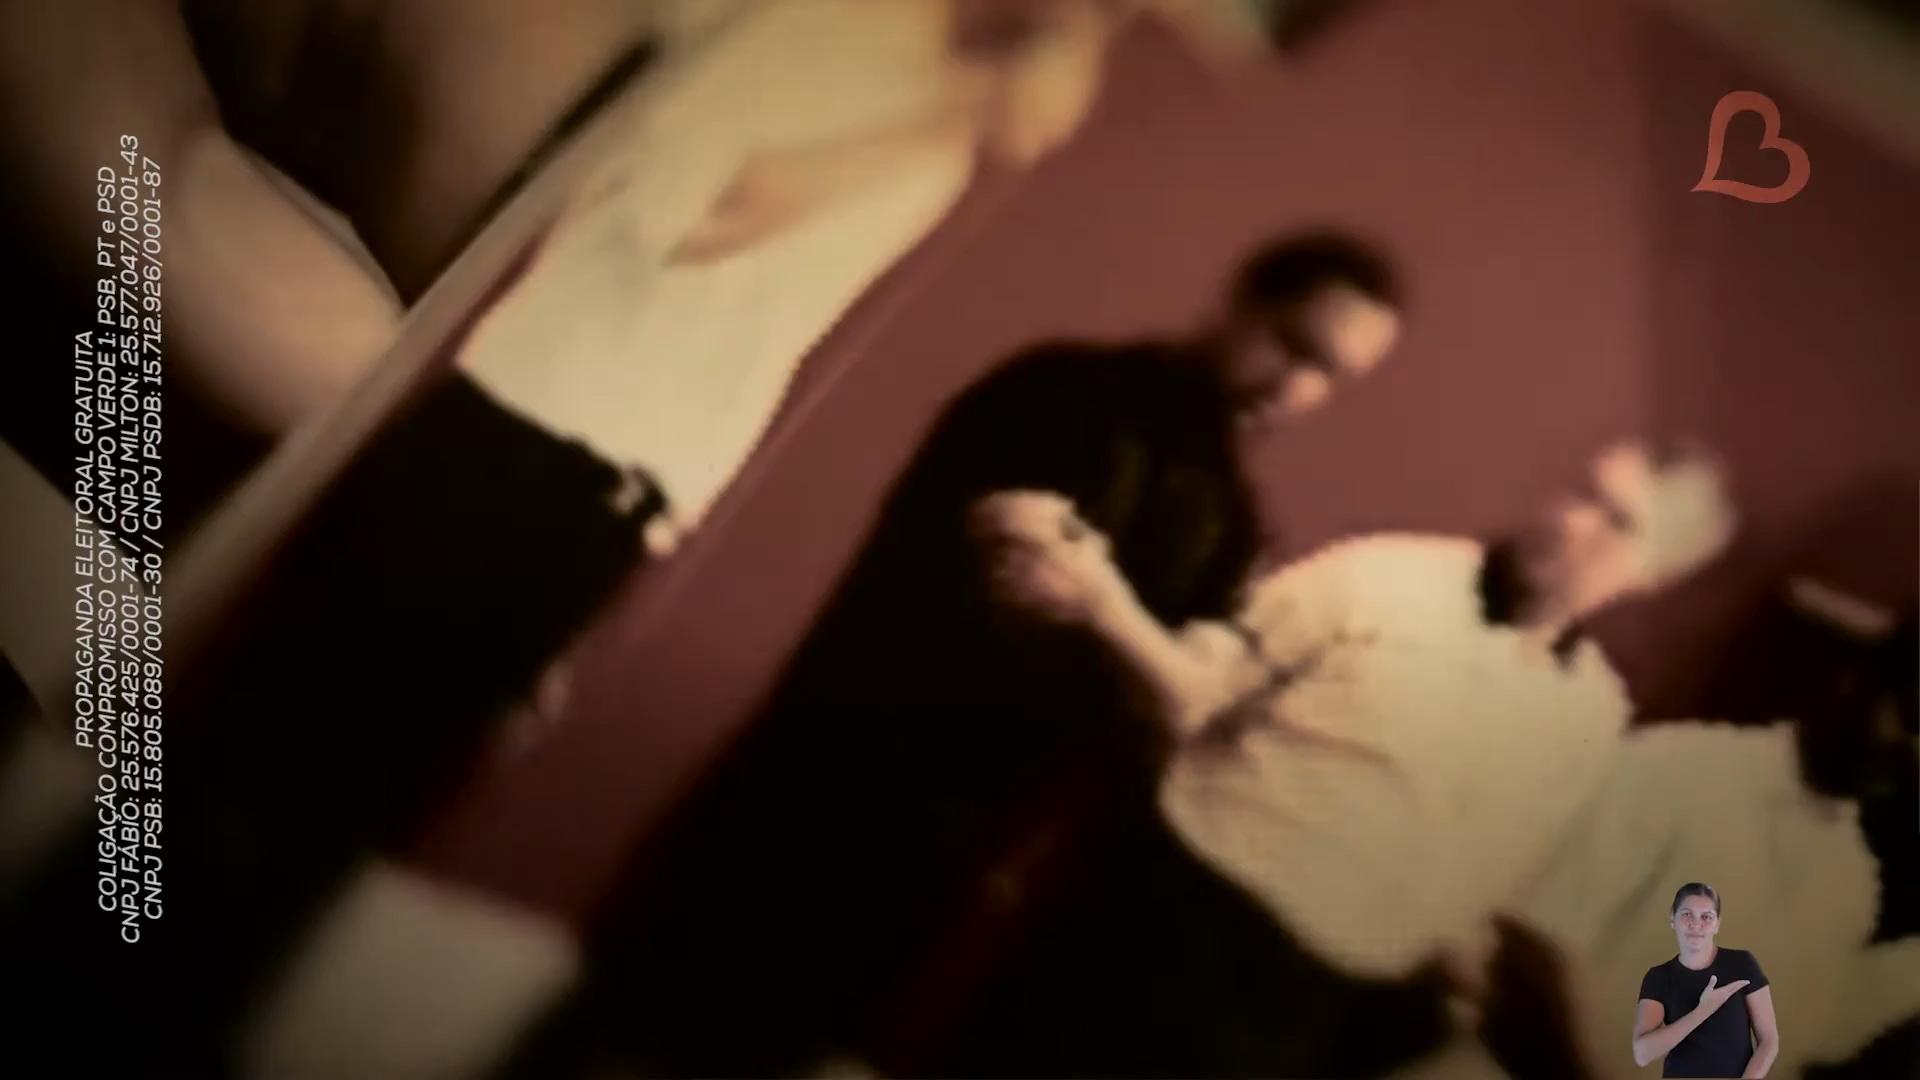 PROPAGANDA ELEITORAL GRATUITA
COLIGAÇÃO COMPROMISSO COM CAMPO VERDE 1: PSB, PT e PSD
CNPJ FÁBIO: 25.576.425/0001-74 / CNPJ MILTON: 25.577.047/0001-43
CNPJ PSB: 15.805.089/0001-30 / CNPJ PSDB: 15.712.926/0001-87